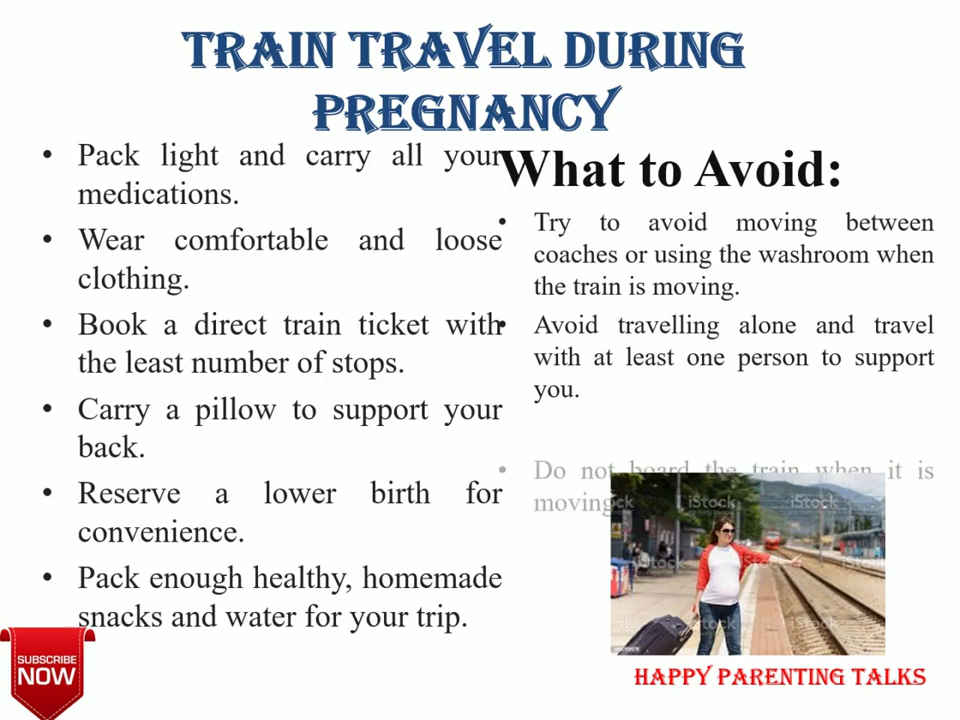 TRAIN TRAVEL DURING
PREGNANCY
• Pack light and carry all your
medications.
• Wear comfortable and loose
clothing.
• Book a direct train ticket with
the least number of stops.
• Carry a pillow to support your
back.
• Reserve a lower birth for
convenience.
• Pack enough healthy, homemade
snacks and water for your trip.
What to Avoid:
• Try to avoid moving between
coaches or using the washroom when
the train is moving.
• Avoid travelling alone and travel
with at least one person to support
you.
• Do not board the train when it is
moving
iStock
iStock
SUBSCRIBE
NOW
HAPPY PARENTING TALKS